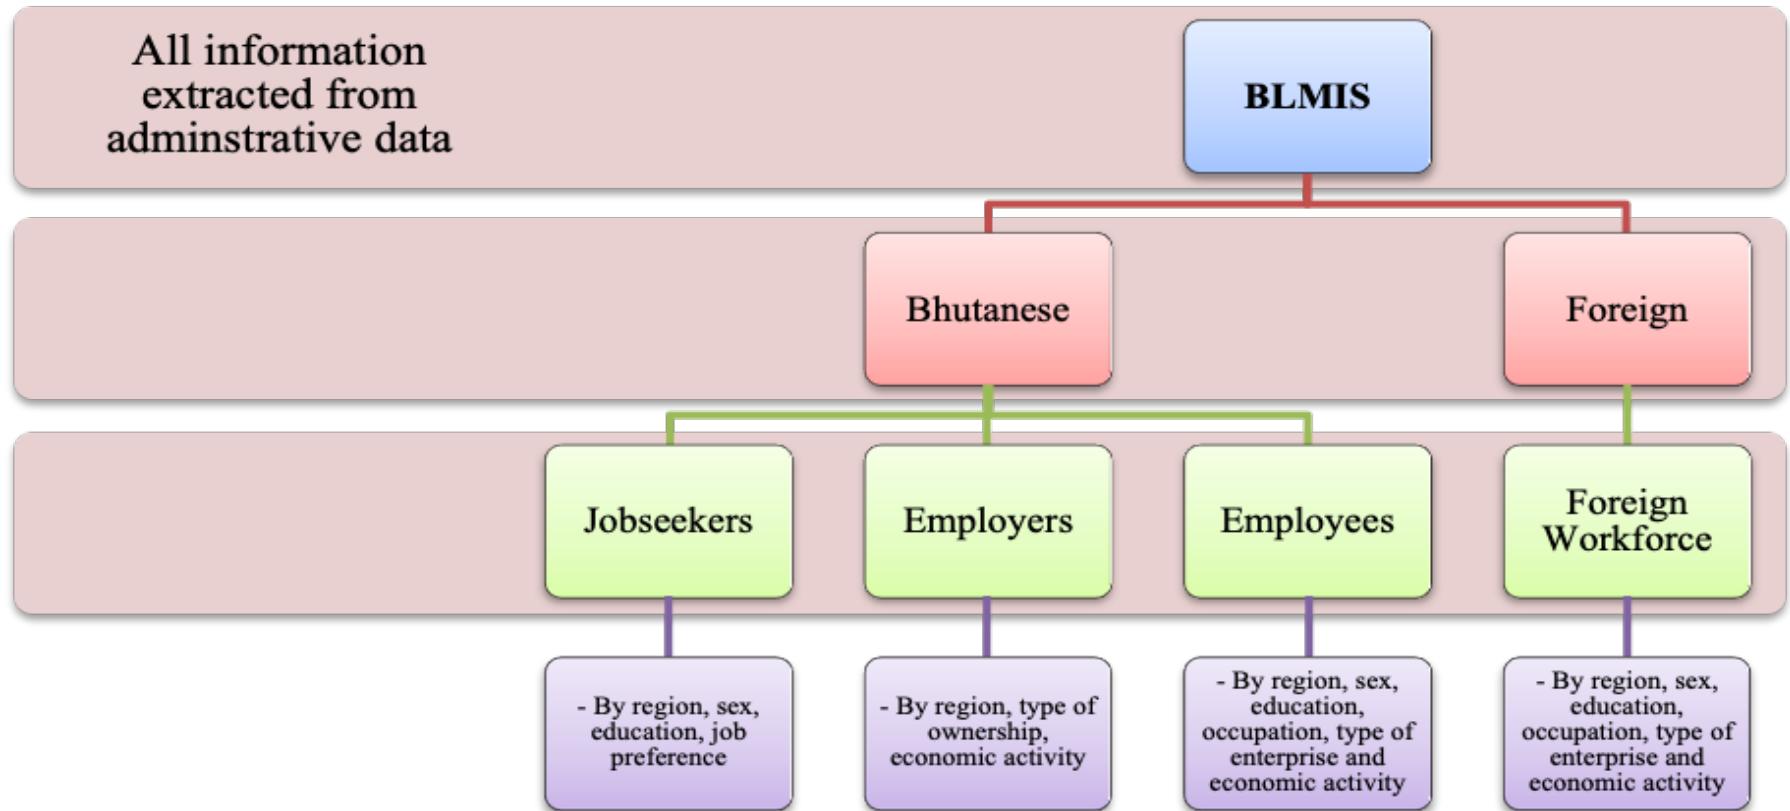 All information
extracted from
adminstrative data
BLMIS
Bhutanese
Foreign
Jobseekers
Employers
Employees
Foreign
Workforce
- By region, sex,
education, job
preference
- By region, type of
ownership,
economic activity
- By region, sex,
education,
occupation, type of
enterprise and
economic activity
- By region, sex,
education,
occupation, type of
enterprise and
economic activity